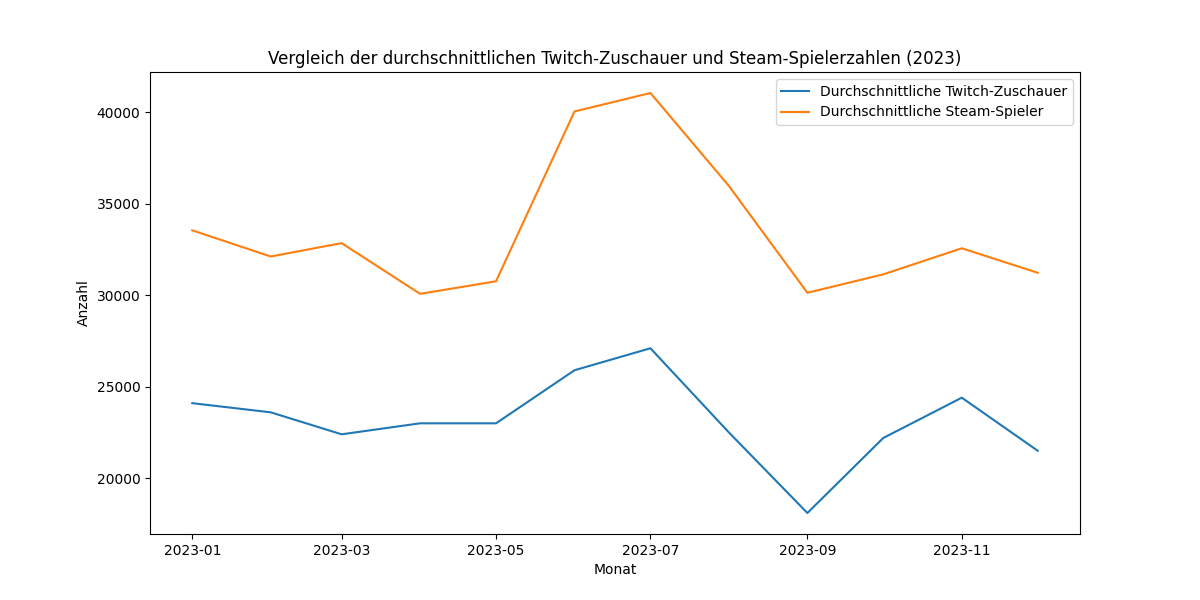 Vergleich der durchschnittlichen Twitch-Zuschauer und Steam-Spielerzahlen (2023)
Durchschnittliche Twitch-Zuschauer
Durchschnittliche Steam-Spieler
40000
35000
30000
25000
20000
Anzahl
2023-01 2023-03 2023-05 2023-07 2023-09 2023-11
Monat